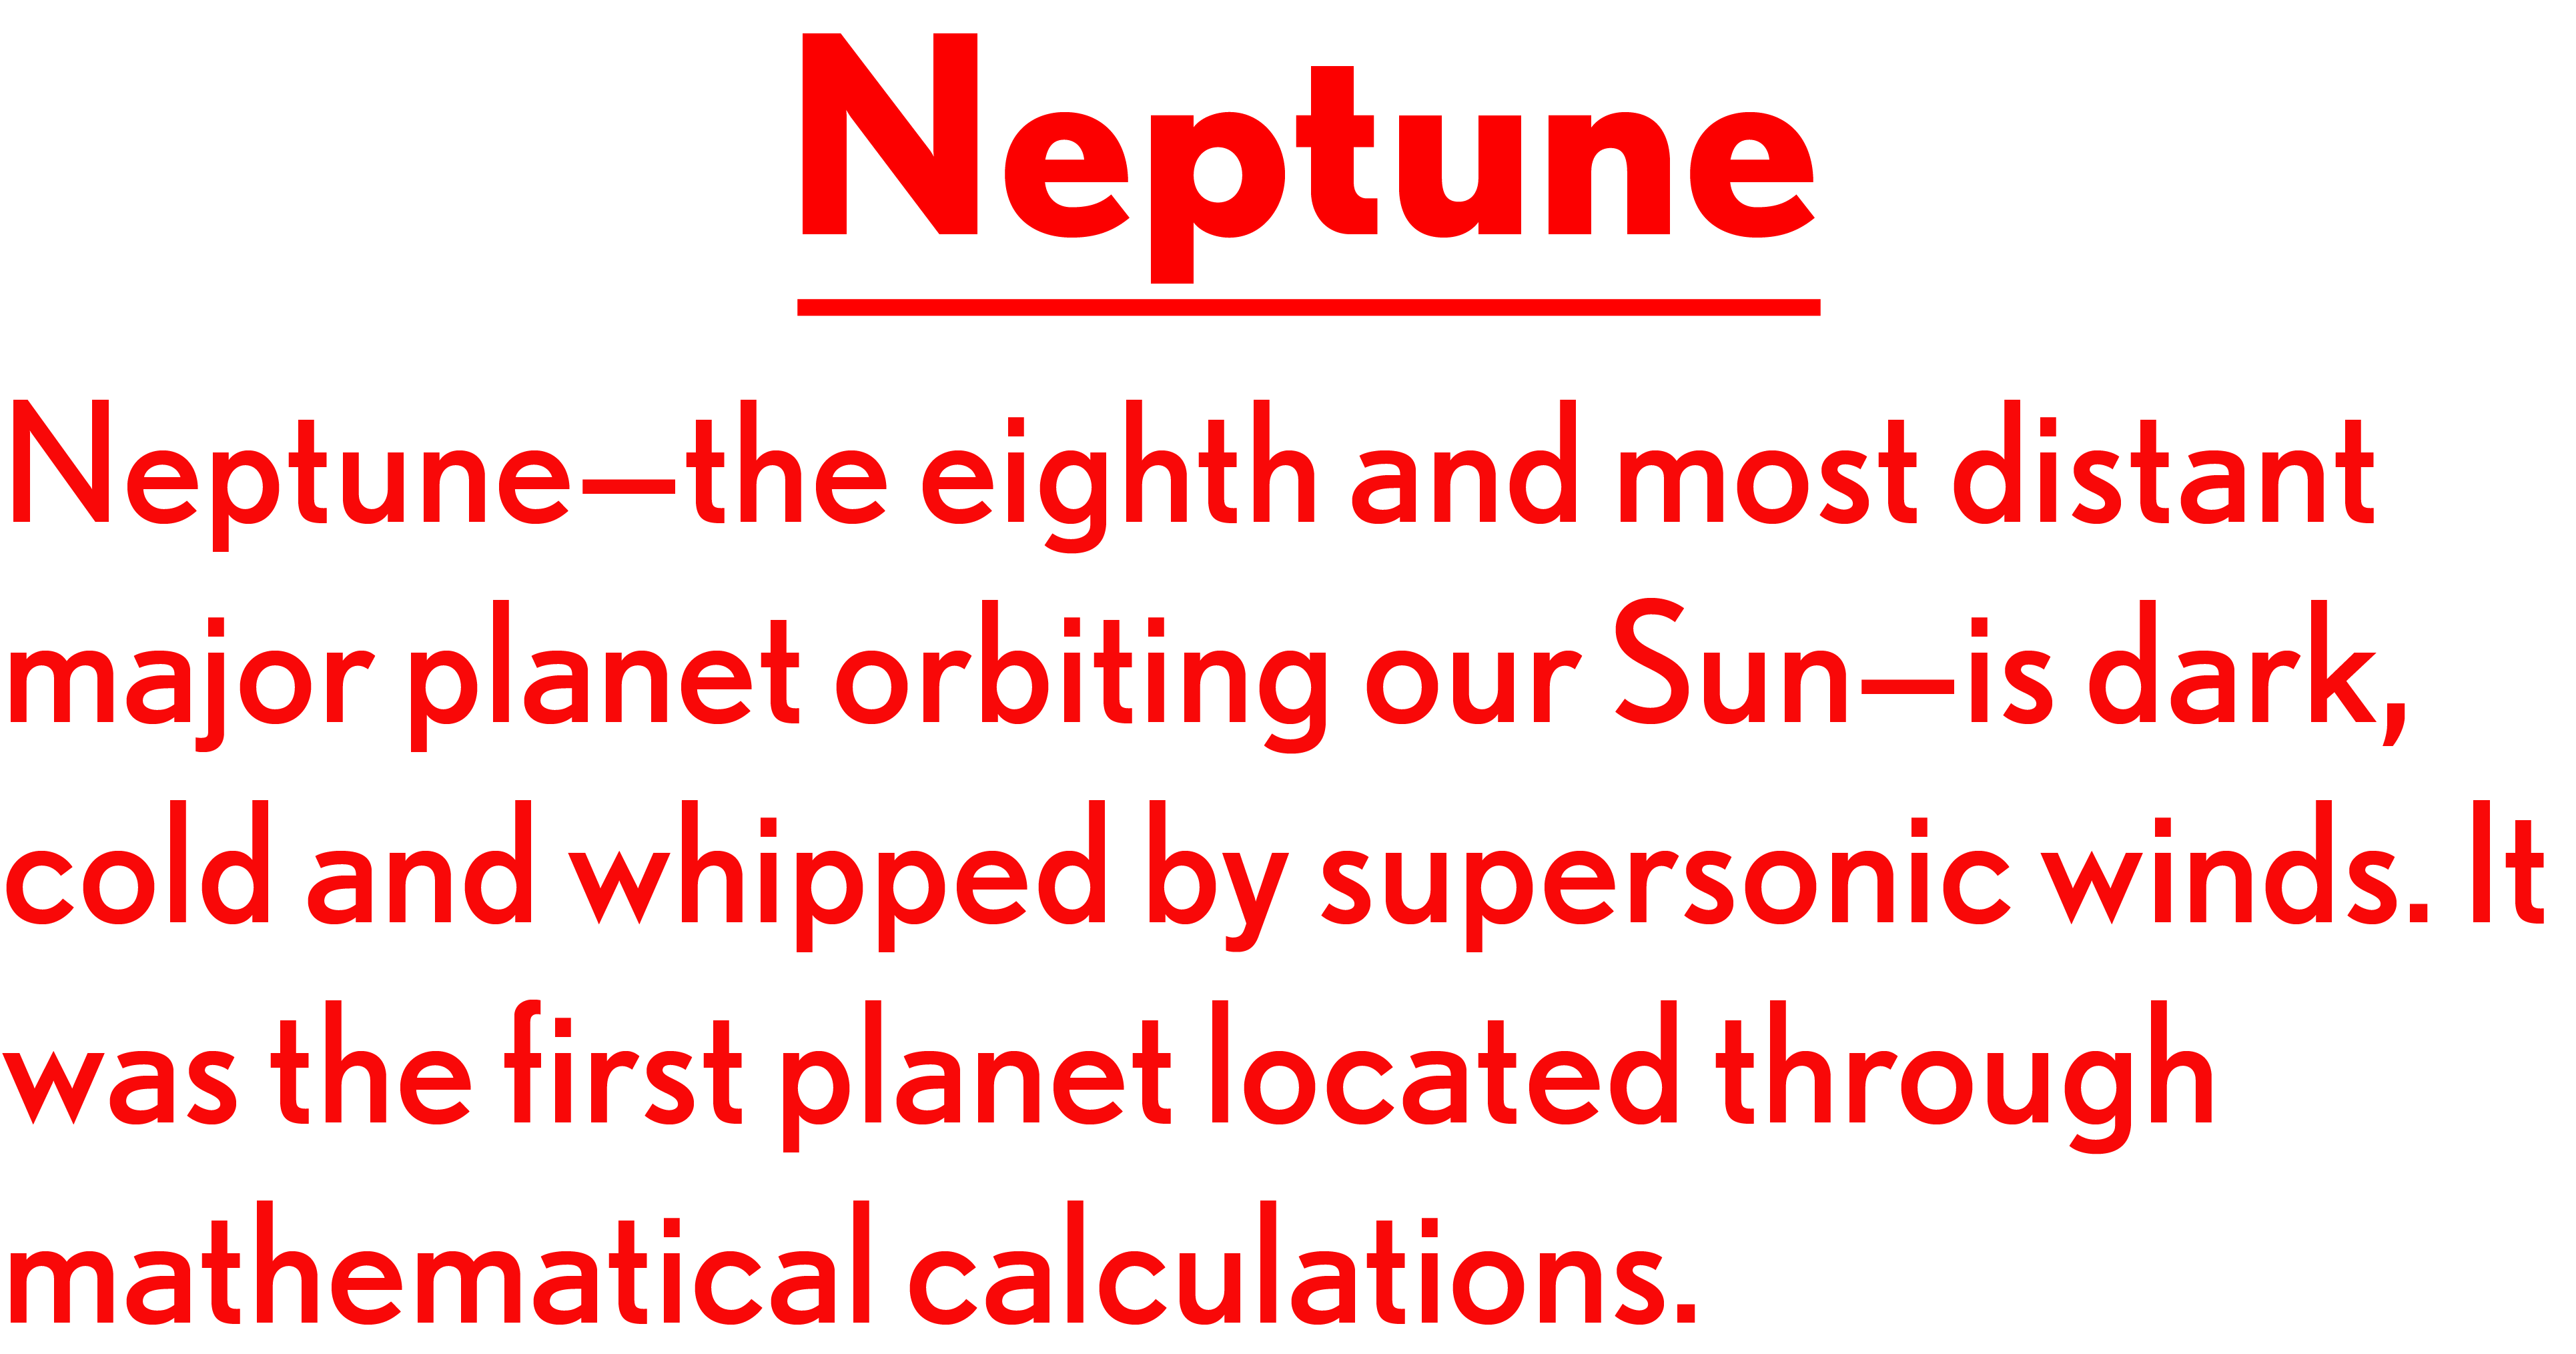 Neptune
Neptune—the eighth and most distant
major planet orbiting our Sun—is dark,
cold and whipped by supersonic winds. It
was the first planet located through
mathematical calculations.